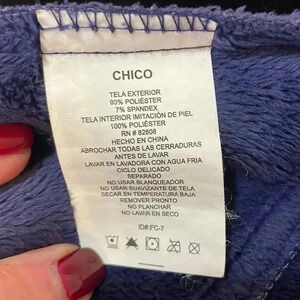 CHICO
TELA EXTERIOR
93% POLIÉSTER
7% SPANDEX
TELA INTERIOR IMITACIÓN DE PIEL
100% POLIÉSTER
RN # 82608
HECHO EN CHINA
ABROCHAR TODAS LAS CERRADURAS
ANTES DE LAVAR
LAVAR EN LAVADORA CON AGUA FRIA
CICLO DELICADO
SEPARADO
NO USAR BLANQUEADOR
NO USAR SUAVIZANTE DE TELA
SECAR EN TEMPERATURA BAJA
REMOVER PRONTO
NO PLANCHAR
NO LAVAR EN SECO
ID#:FC-7